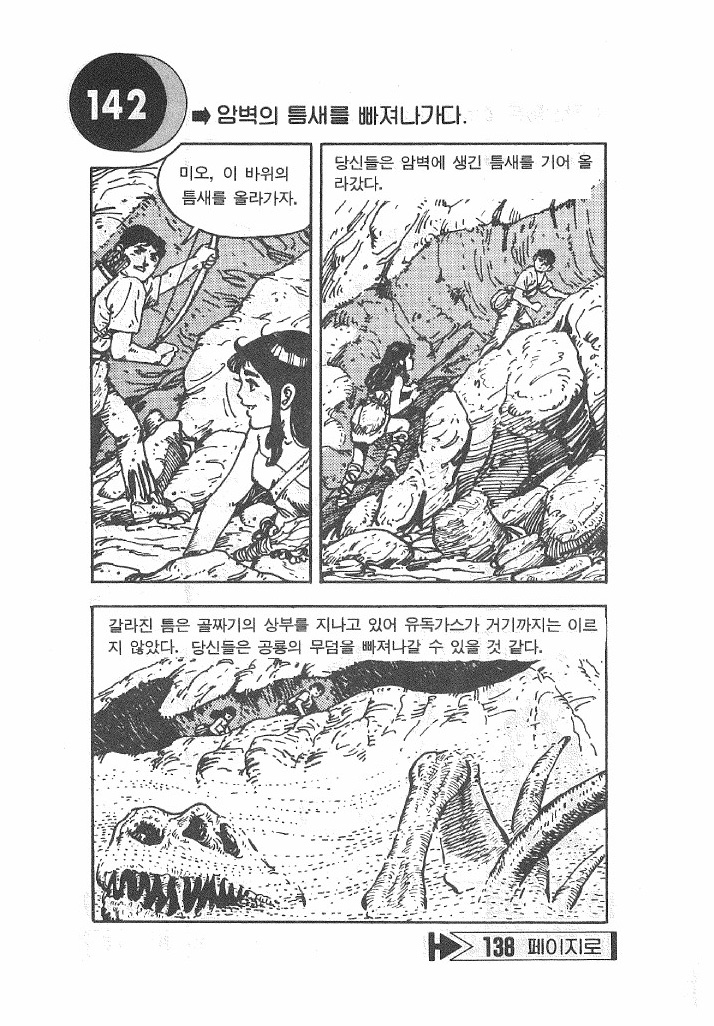 142
➡ 암벽의 틈새를 빠져나가다.
미오, 이 바위의
틈새를 올라가자.
당신들은 암벽에 생긴 틈새를 기어 올
라갔다.
갈라진 틈은 골짜기의 상부를 지나고 있어 유독가스가 거기까지는 이르
지 않았다. 당신들은 공룡의 무덤을 빠져나갈 수 있을 것 같다.
138 페이지로